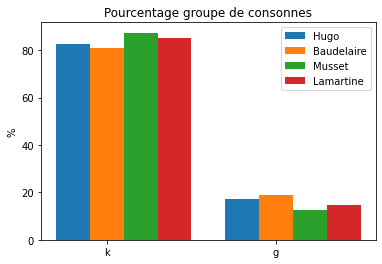 Pourcentage groupe de consonnes
Hugo
Baudelaire
Musset
Lamartine
%
80
60
40
20
0
k
g